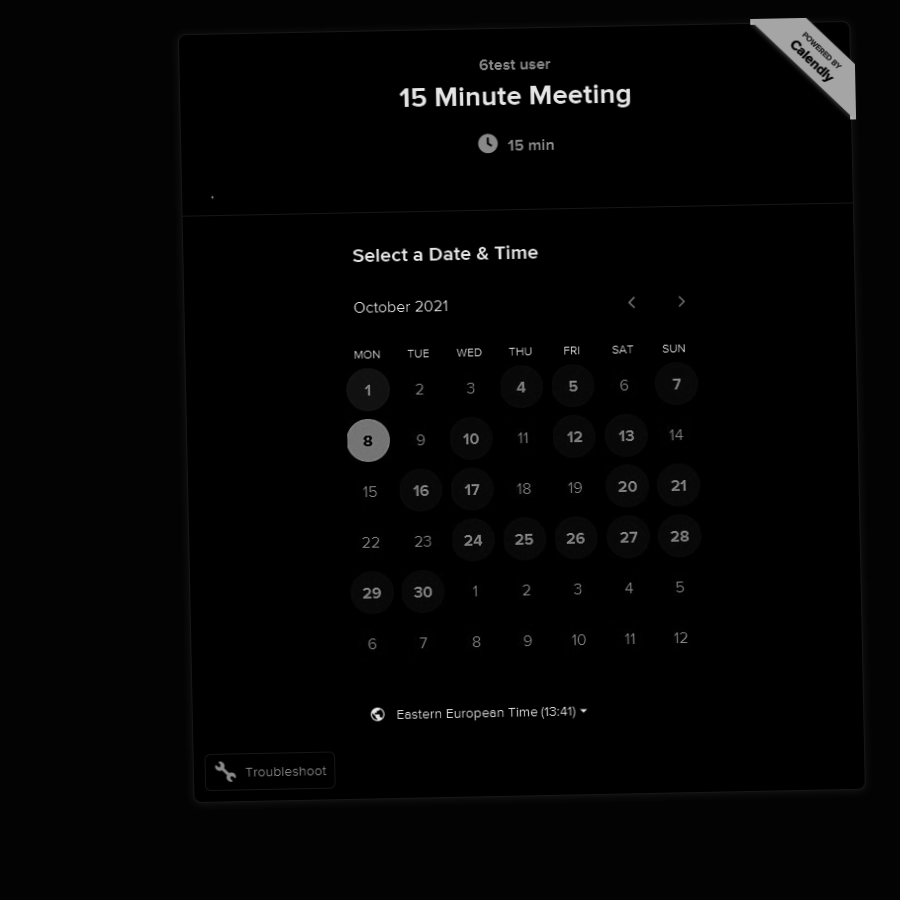 POWERED BY
Calendly
6test user
15 Minute Meeting
15 min
Select a Date & Time
October 2021
MON TUE WED THU FRI SAT SUN
1 2 3 4 5 6 7
8 9 10 11 12 13 14
15 16 17 18 19 20 21
22 23 24 25 26 27 28
29 30 1 2 3 4 5
6 7 8 9 10 11 12
Eastern European Time (13:41)
Troubleshoot